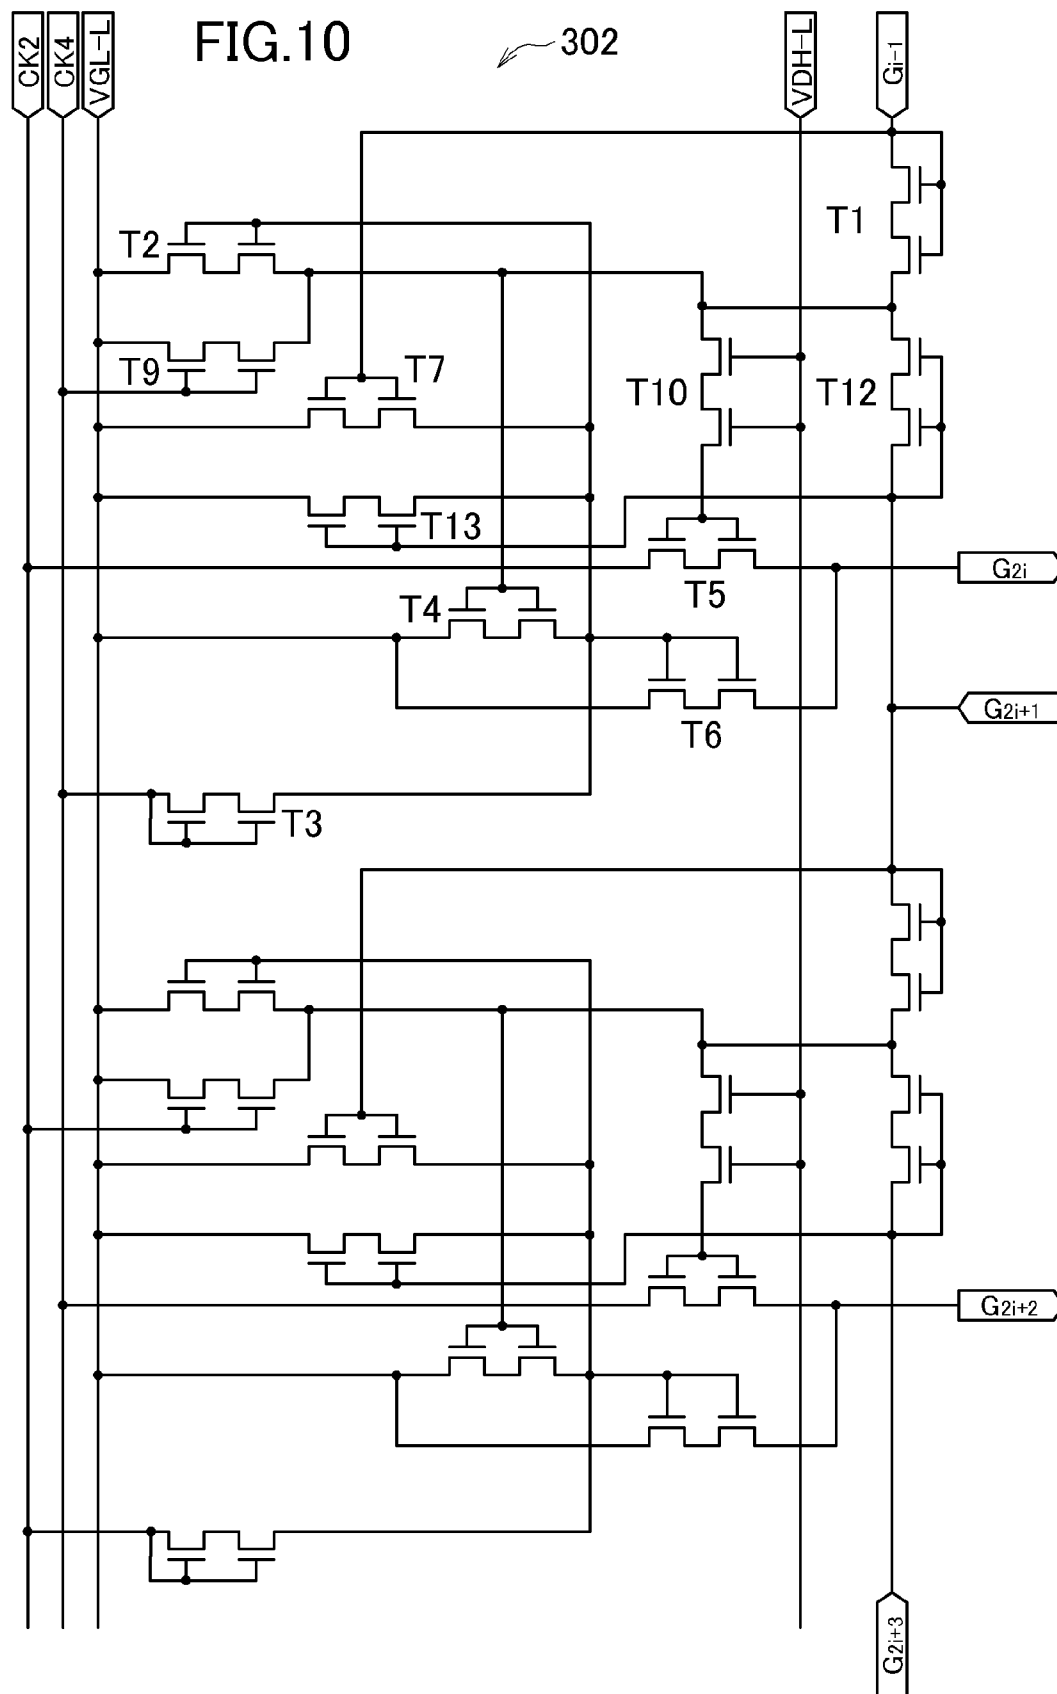 FIG.10
302
CK2
CK4
VGL-L
VDH-L
Gi-1
T1
T2
T9
T7
T10
T12
T13
G2i
T5
T4
G2i+1
T6
T3
G2i+2
G2i+3